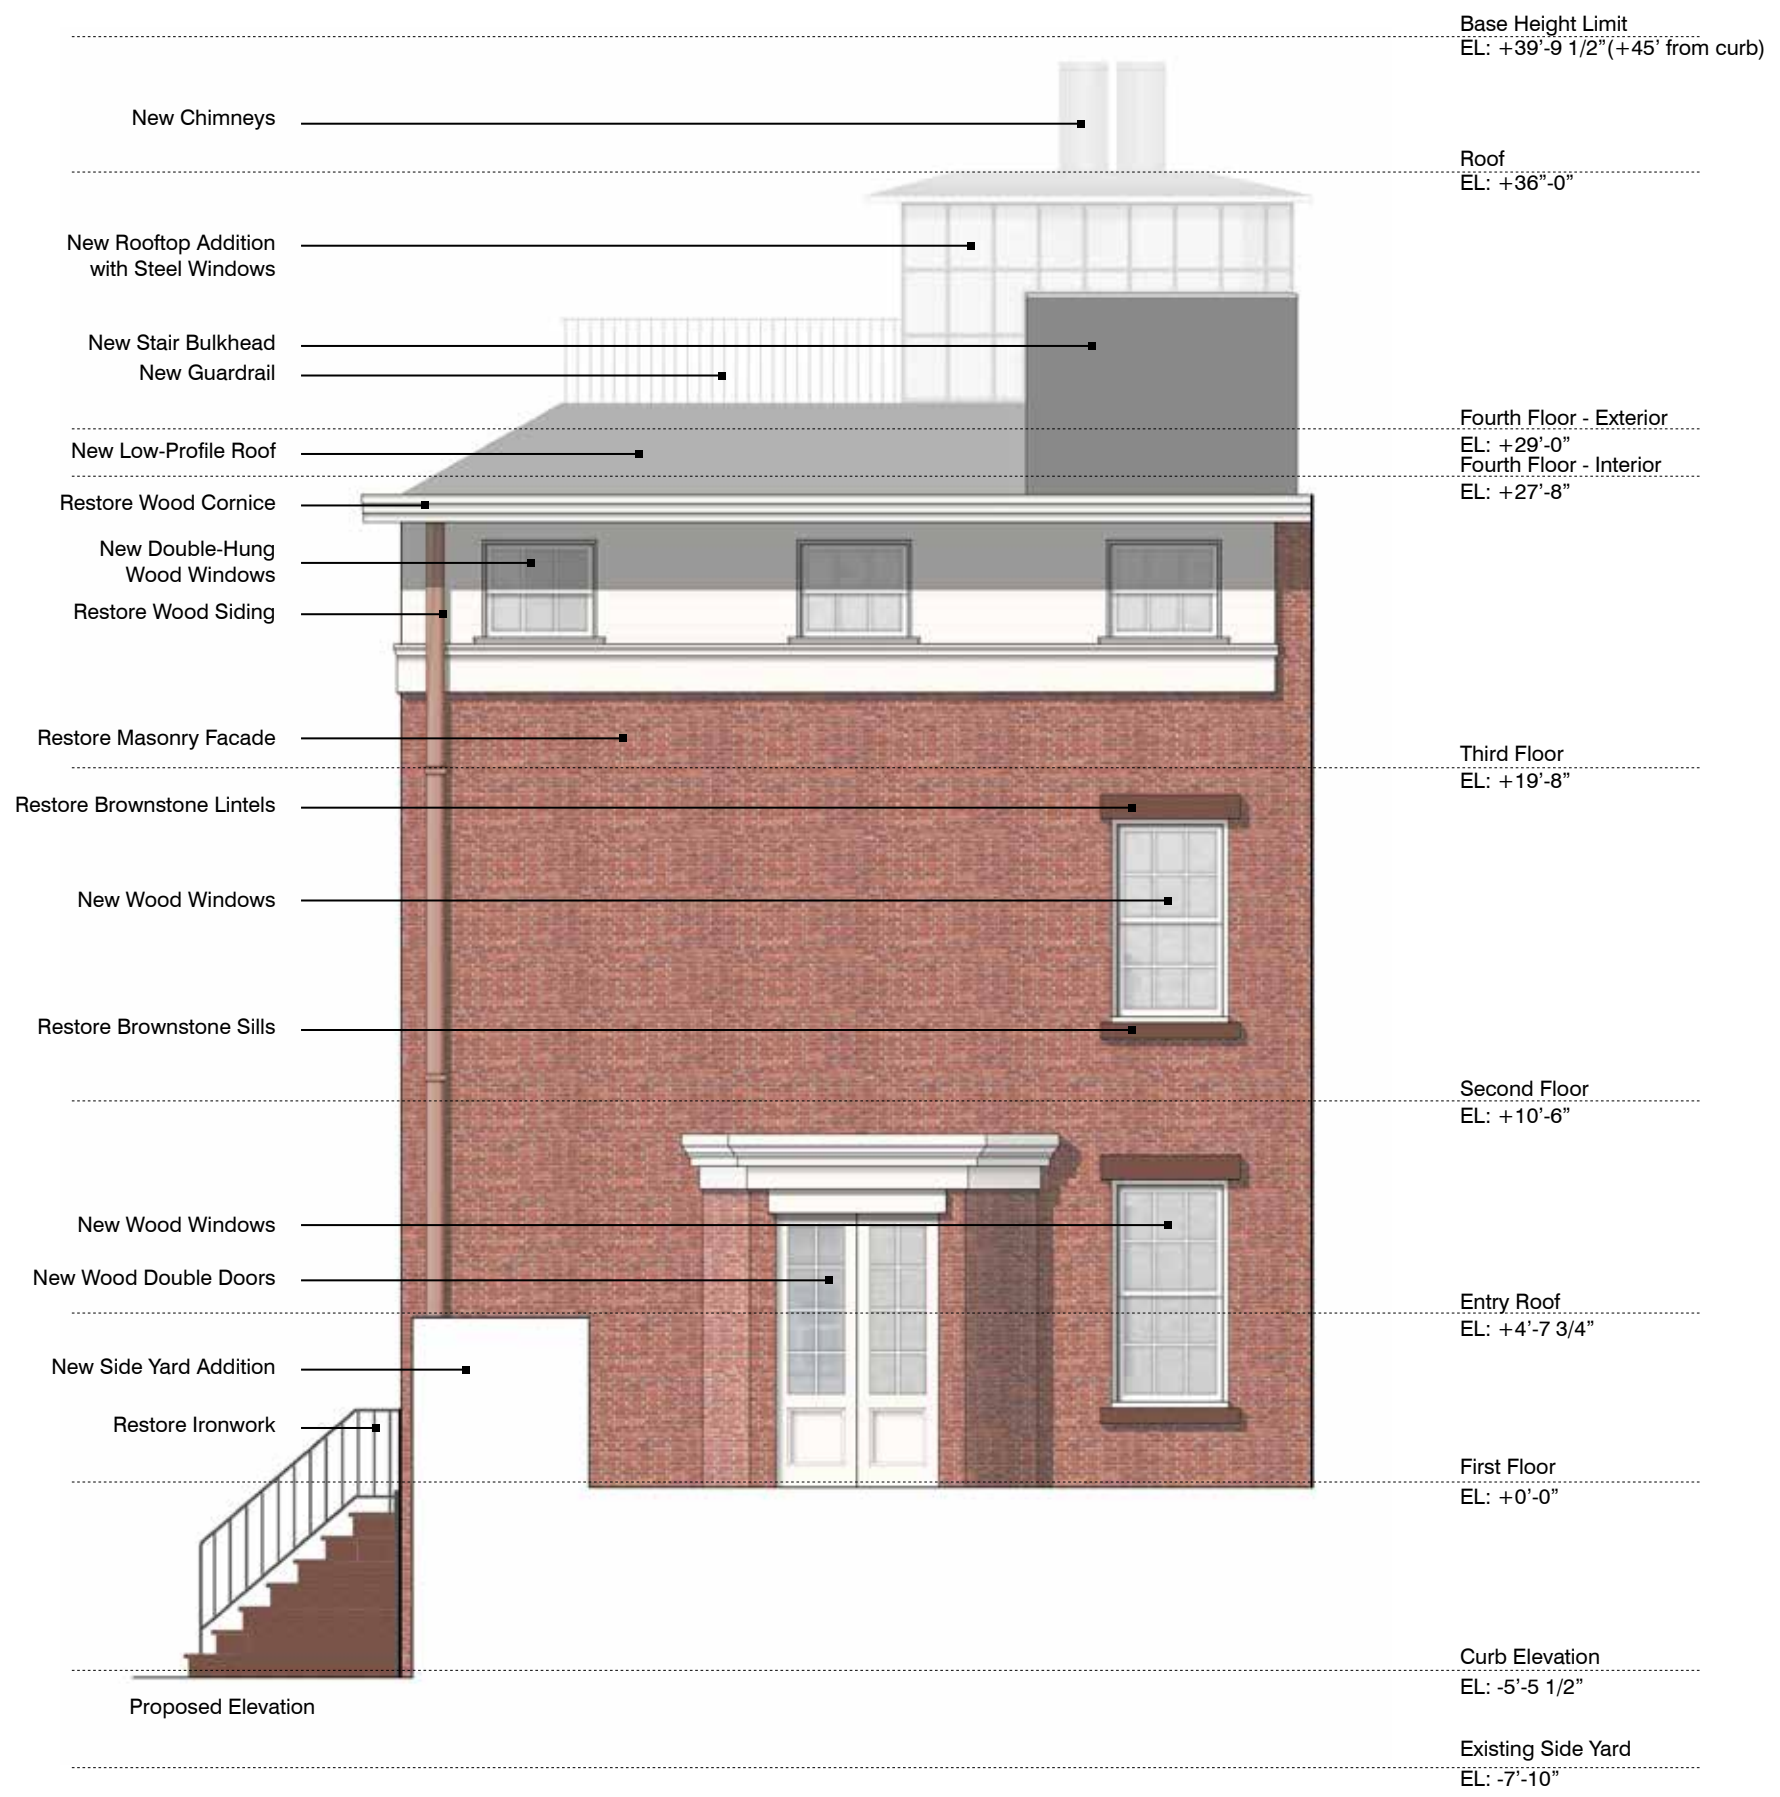 Base Height Limit
EL: +39’-9 1/2”(+45’ from curb)
New Chimneys
Roof
EL: +36”-0”
New Rooftop Addition
with Steel Windows
New Stair Bulkhead
New Guardrail
Fourth Floor - Exterior
EL: +29’-0”
New Low-Profile Roof
Fourth Floor - Interior
EL: +27’-8”
Restore Wood Cornice
New Double-Hung
Wood Windows
Restore Wood Siding
Restore Masonry Facade
Third Floor
EL: +19’-8”
Restore Brownstone Lintels
New Wood Windows
Restore Brownstone Sills
Second Floor
EL: +10’-6”
New Wood Windows
New Wood Double Doors
Entry Roof
EL: +4’-7 3/4”
New Side Yard Addition
Restore Ironwork
First Floor
EL: +0’-0”
Curb Elevation
EL: -5’-5 1/2”
Proposed Elevation
Existing Side Yard
EL: -7’-10”